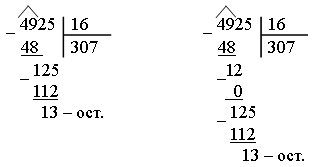 4925 16
– 48 307
– 125
112
13 – ост.
4925 16
– 48 307
– 12
0
– 125
112
13 – ост.